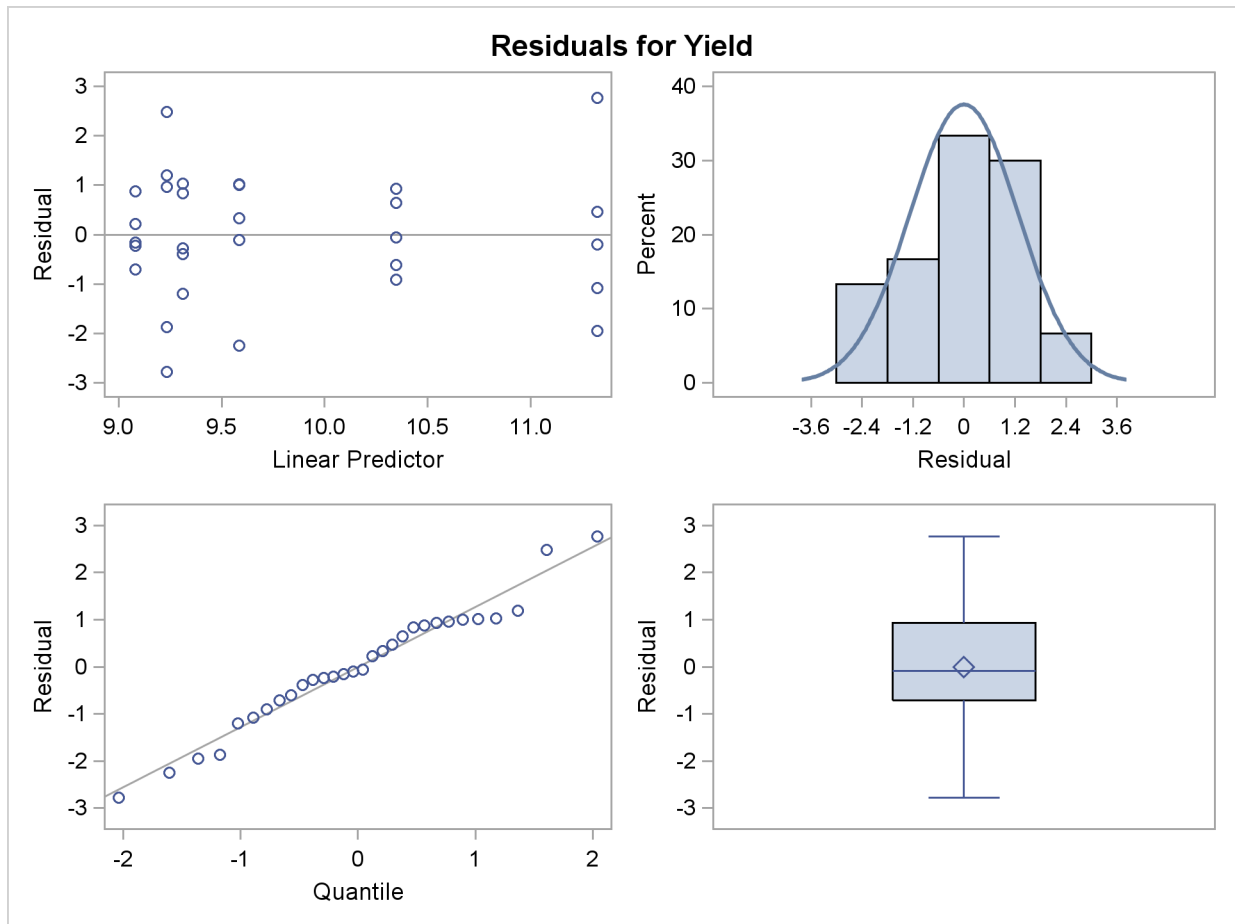 Residuals for Yield
3
2
1
0
-1
-2
-3
Residual
9.0 9.5 10.0 10.5 11.0
Linear Predictor
40
30
20
10
0
Percent
-3.6 -2.4 -1.2 0 1.2 2.4 3.6
Residual
3
2
1
0
-1
-2
-3
Residual
-2 -1 0 1 2
Quantile
3
2
1
0
-1
-2
-3
Residual